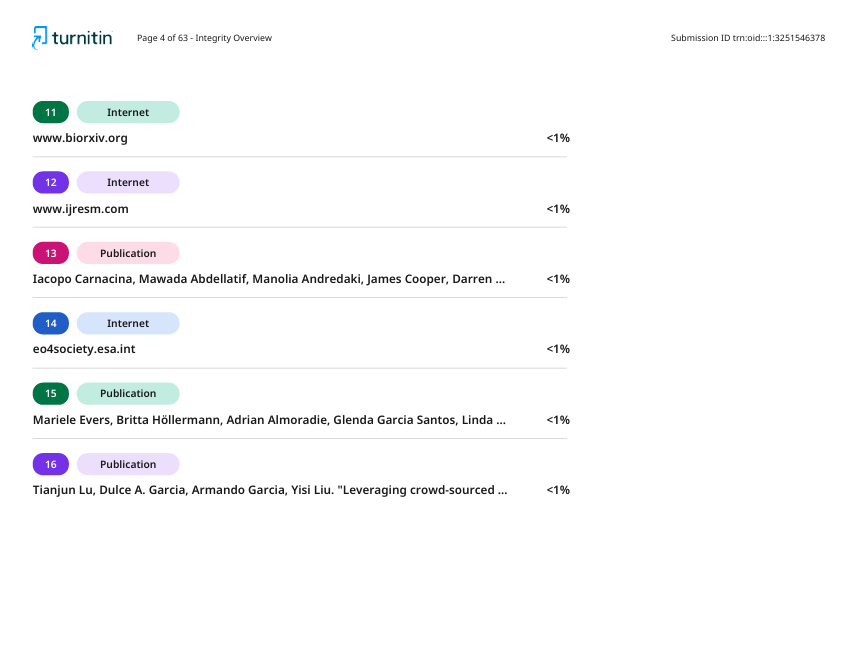 turnitin Page 4 of 63 - Integrity Overview Submission ID trn:oid:::1:3251546378
11 Internet
www.biorxiv.org <1%
12 Internet
www.ijresm.com <1%
13 Publication
Iacopo Carnacina, Mawada Abdellatif, Manolia Andredaki, James Cooper, Darren ... <1%
14 Internet
eo4society.esa.int <1%
15 Publication
Mariele Evers, Britta Höllermann, Adrian Almoradie, Glenda Garcia Santos, Linda ... <1%
16 Publication
Tianjun Lu, Dulce A. Garcia, Armando Garcia, Yisi Liu. "Leveraging crowd-sourced ... <1%